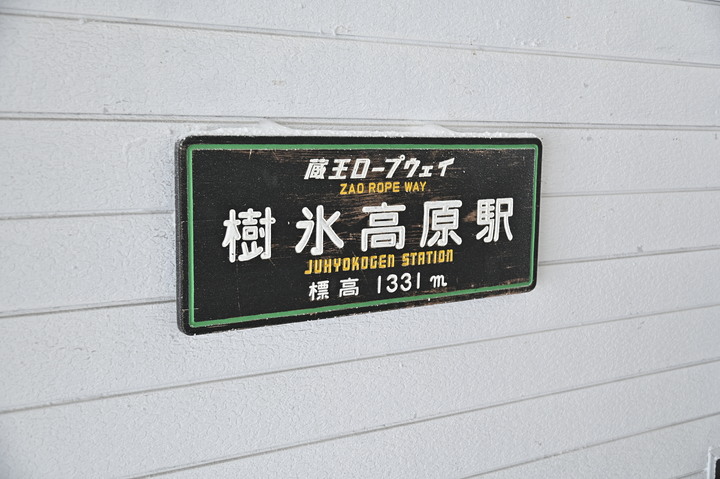 蔵王ロープウェイ
ZAO ROPE WAY
樹氷高原駅
JUHYOKOGEN STATION
標高 1331m